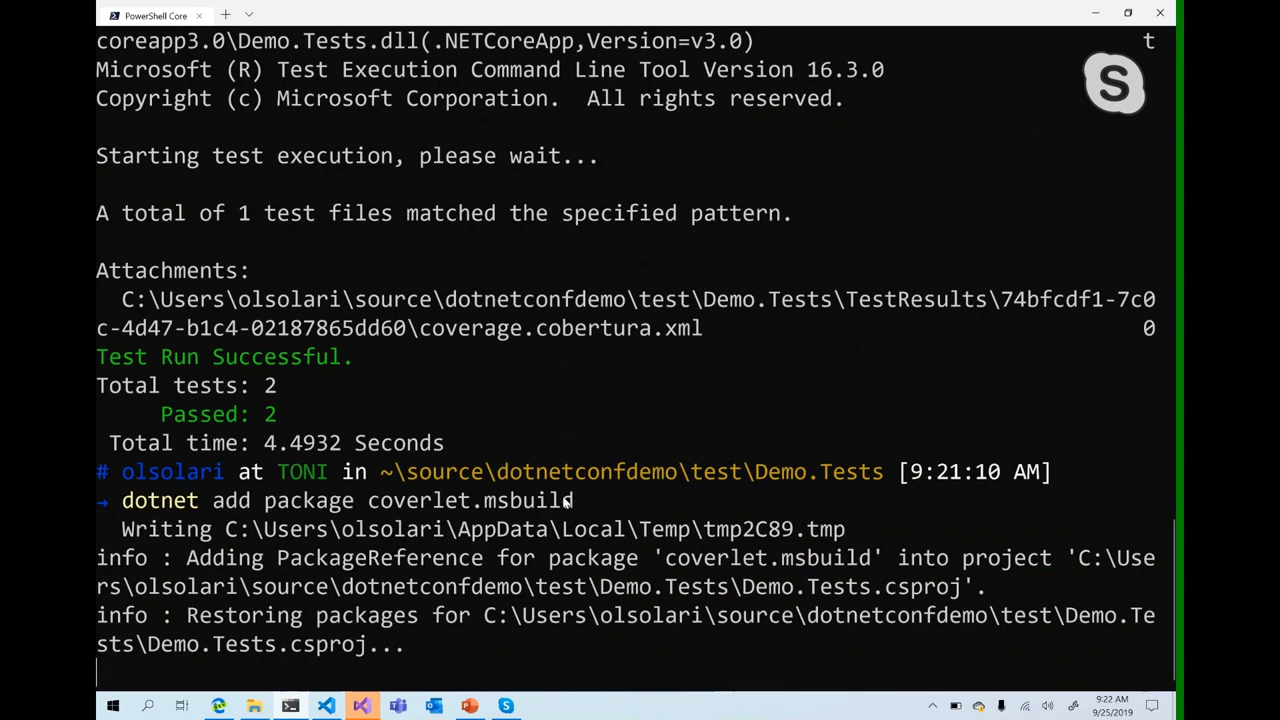 PowerShell Core
coreapp3.0\Demo.Tests.dll(.NETCoreApp,Version=v3.0) t
Microsoft (R) Test Execution Command Line Tool Version 16.3.0
Copyright (c) Microsoft Corporation.  All rights reserved.
S
Starting test execution, please wait...
A total of 1 test files matched the specified pattern.
Attachments:
  C:\Users\olsolari\source\dotnetconfdemo\test\Demo.Tests\TestResults\74bfcdf1-7c0
c-4d47-b1c4-02187865dd60\coverage.cobertura.xml 0
Test Run Successful.
Total tests: 2
     Passed: 2
 Total time: 4.4932 Seconds
# olsolari at TONI in ~\source\dotnetconfdemo\test\Demo.Tests [9:21:10 AM]
→ dotnet add package coverlet.msbuild
  Writing C:\Users\olsolari\AppData\Local\Temp\tmp2C89.tmp
info : Adding PackageReference for package 'coverlet.msbuild' into project 'C:\Use
rs\olsolari\source\dotnetconfdemo\test\Demo.Tests\Demo.Tests.csproj'.
info : Restoring packages for C:\Users\olsolari\source\dotnetconfdemo\test\Demo.Te
sts\Demo.Tests.csproj...
9:22 AM
9/25/2019